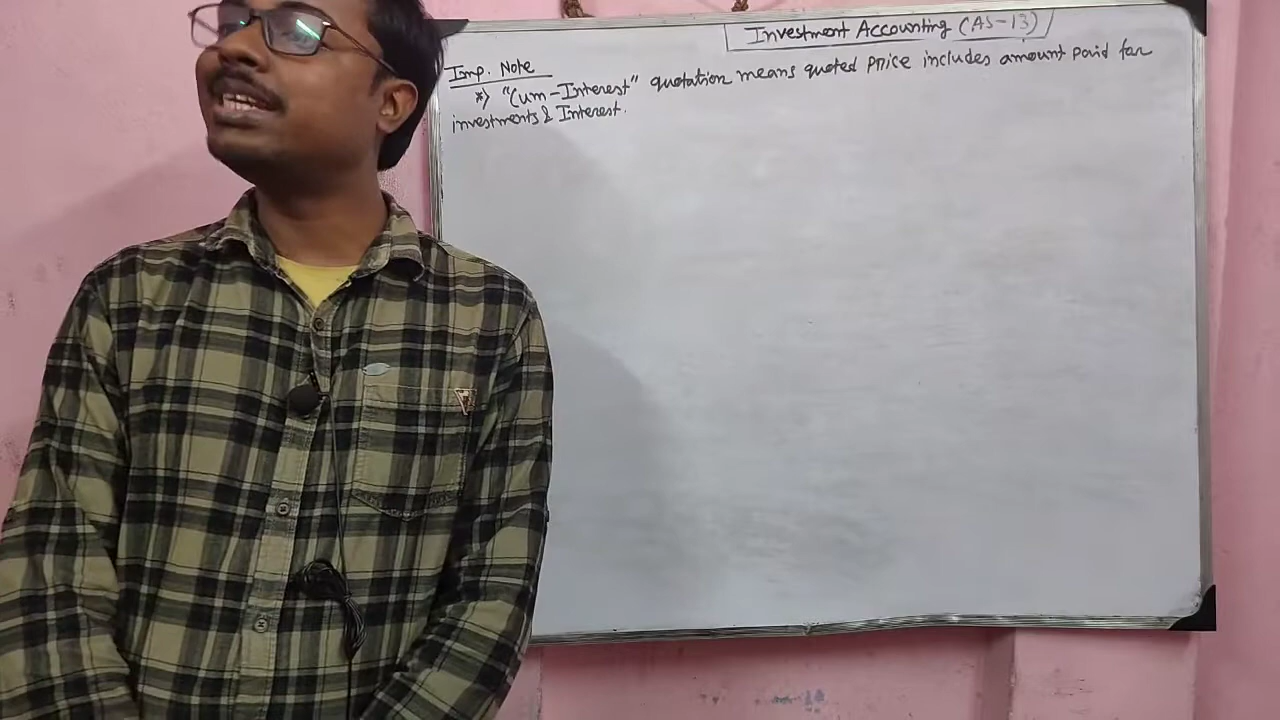 Investment Accounting (AS-13)
Imp. Note
*) "Cum-Interest" quotation means quoted price includes amount paid for
investments & Interest.